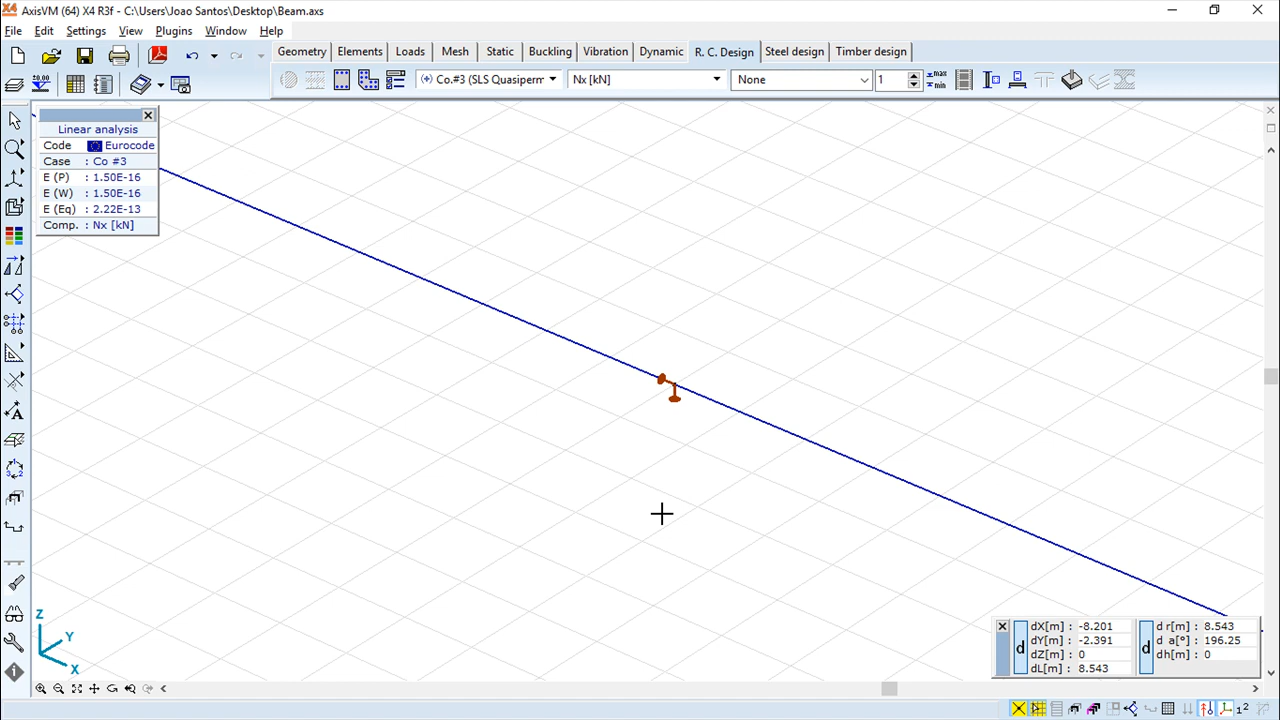 AxisVM (64) X4 R3f - C:\Users\Joao Santos\Desktop\Beam.axs
File Edit Settings View Plugins Window Help
Geometry Elements Loads Mesh Static Buckling Vibration Dynamic R. C. Design Steel design Timber design
Co.#3 (SLS Quasiperm Nx [kN] None 1 max min
Linear analysis
Code Eurocode
Case : Co #3
E (P) : 1.50E-16
E (W) : 1.50E-16
E (Eq) : 2.22E-13
Comp. : Nx [kN]
Z
Y
X
d
dX[m] : -8.201
dY[m] : -2.391
dZ[m] : 0
dL[m] : 8.543
d
d r[m] : 8.543
d a[°] : 196.25
dh[m] : 0